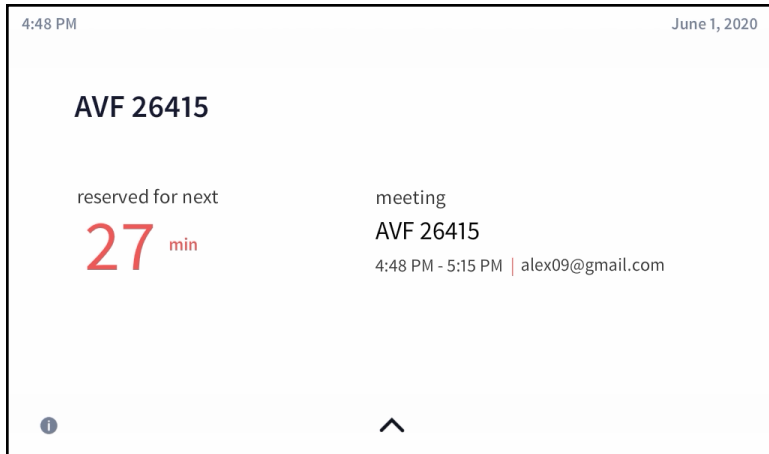 4:48 PM
June 1, 2020
AVF 26415
reserved for next
27 min
meeting
AVF 26415
4:48 PM - 5:15 PM | alex09@gmail.com
i